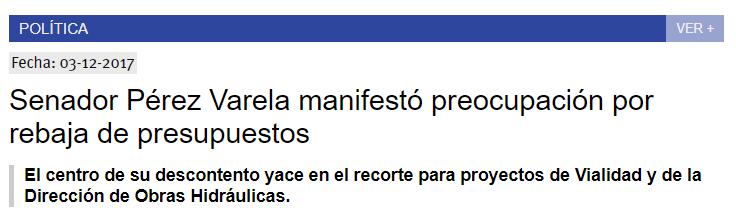 POLÍTICA
VER +
Fecha: 03-12-2017
Senador Pérez Varela manifestó preocupación por
rebaja de presupuestos
El centro de su descontento yace en el recorte para proyectos de Vialidad y de la
Dirección de Obras Hidráulicas.